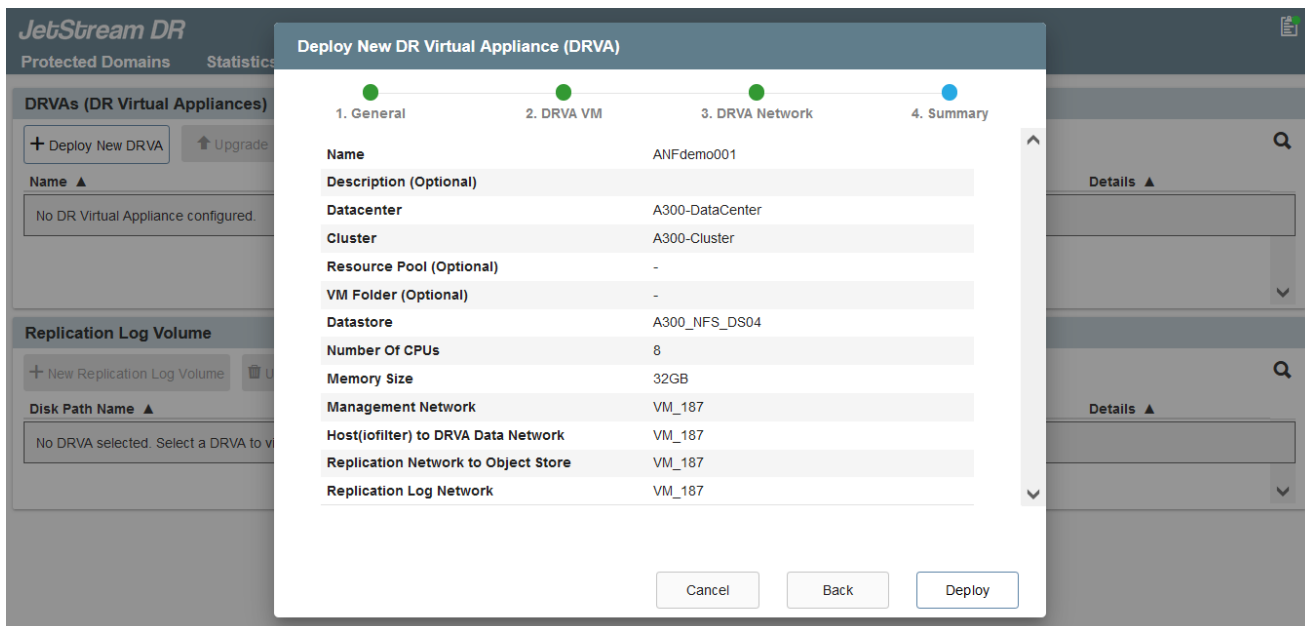 JetStream DR
Protected Domains Statistics
DRVAs (DR Virtual Appliances)
+ Deploy New DRVA Upgrade
Name ▲ Details ▲
No DR Virtual Appliance configured.
Replication Log Volume
+ New Replication Log Volume U
Disk Path Name ▲ Details ▲
No DRVA selected. Select a DRVA to vi
Deploy New DR Virtual Appliance (DRVA)
1. General 2. DRVA VM 3. DRVA Network 4. Summary
Name ANFdemo001
Description (Optional)
Datacenter A300-DataCenter
Cluster A300-Cluster
Resource Pool (Optional) -
VM Folder (Optional) -
Datastore A300_NFS_DS04
Number Of CPUs 8
Memory Size 32GB
Management Network VM_187
Host(iofilter) to DRVA Data Network VM_187
Replication Network to Object Store VM_187
Replication Log Network VM_187
Cancel Back Deploy